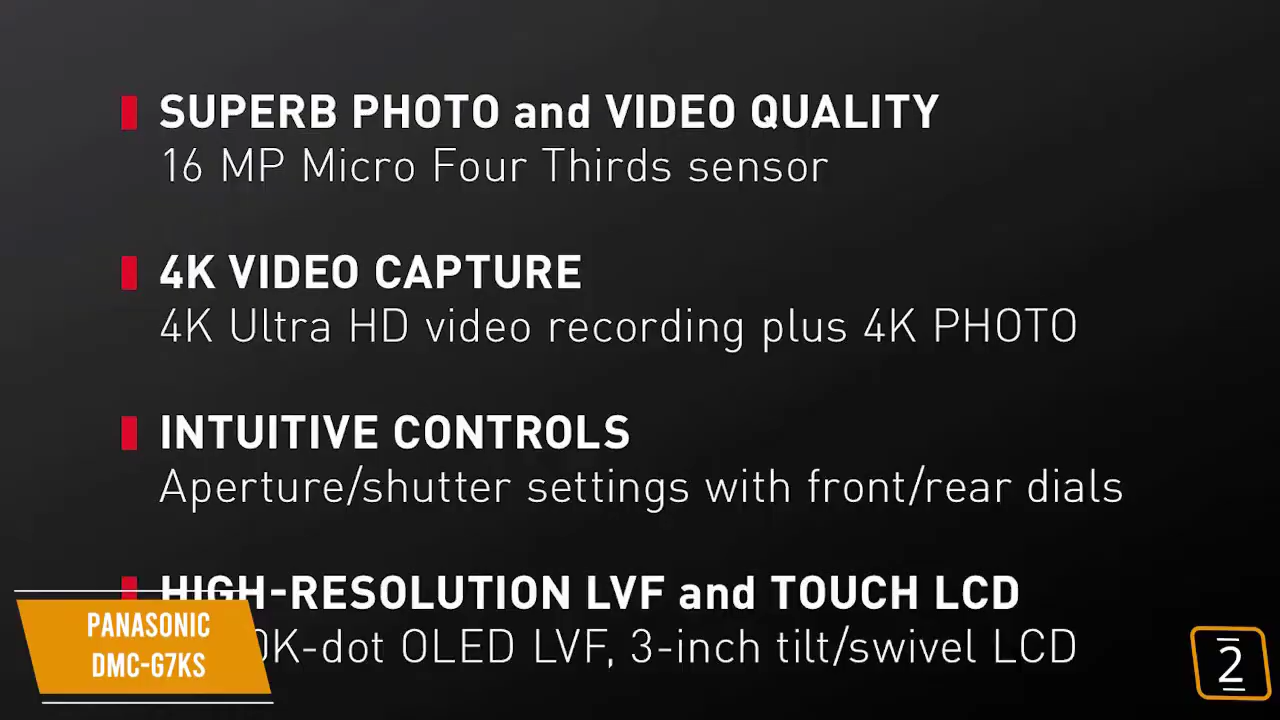 SUPERB PHOTO and VIDEO QUALITY
16 MP Micro Four Thirds sensor
4K VIDEO CAPTURE
4K Ultra HD video recording plus 4K PHOTO
INTUITIVE CONTROLS
Aperture/shutter settings with front/rear dials
HIGH-RESOLUTION LVF and TOUCH LCD
OLED LVF, 3-inch tilt/swivel LCD
PANASONIC
DMC-G7KS
2